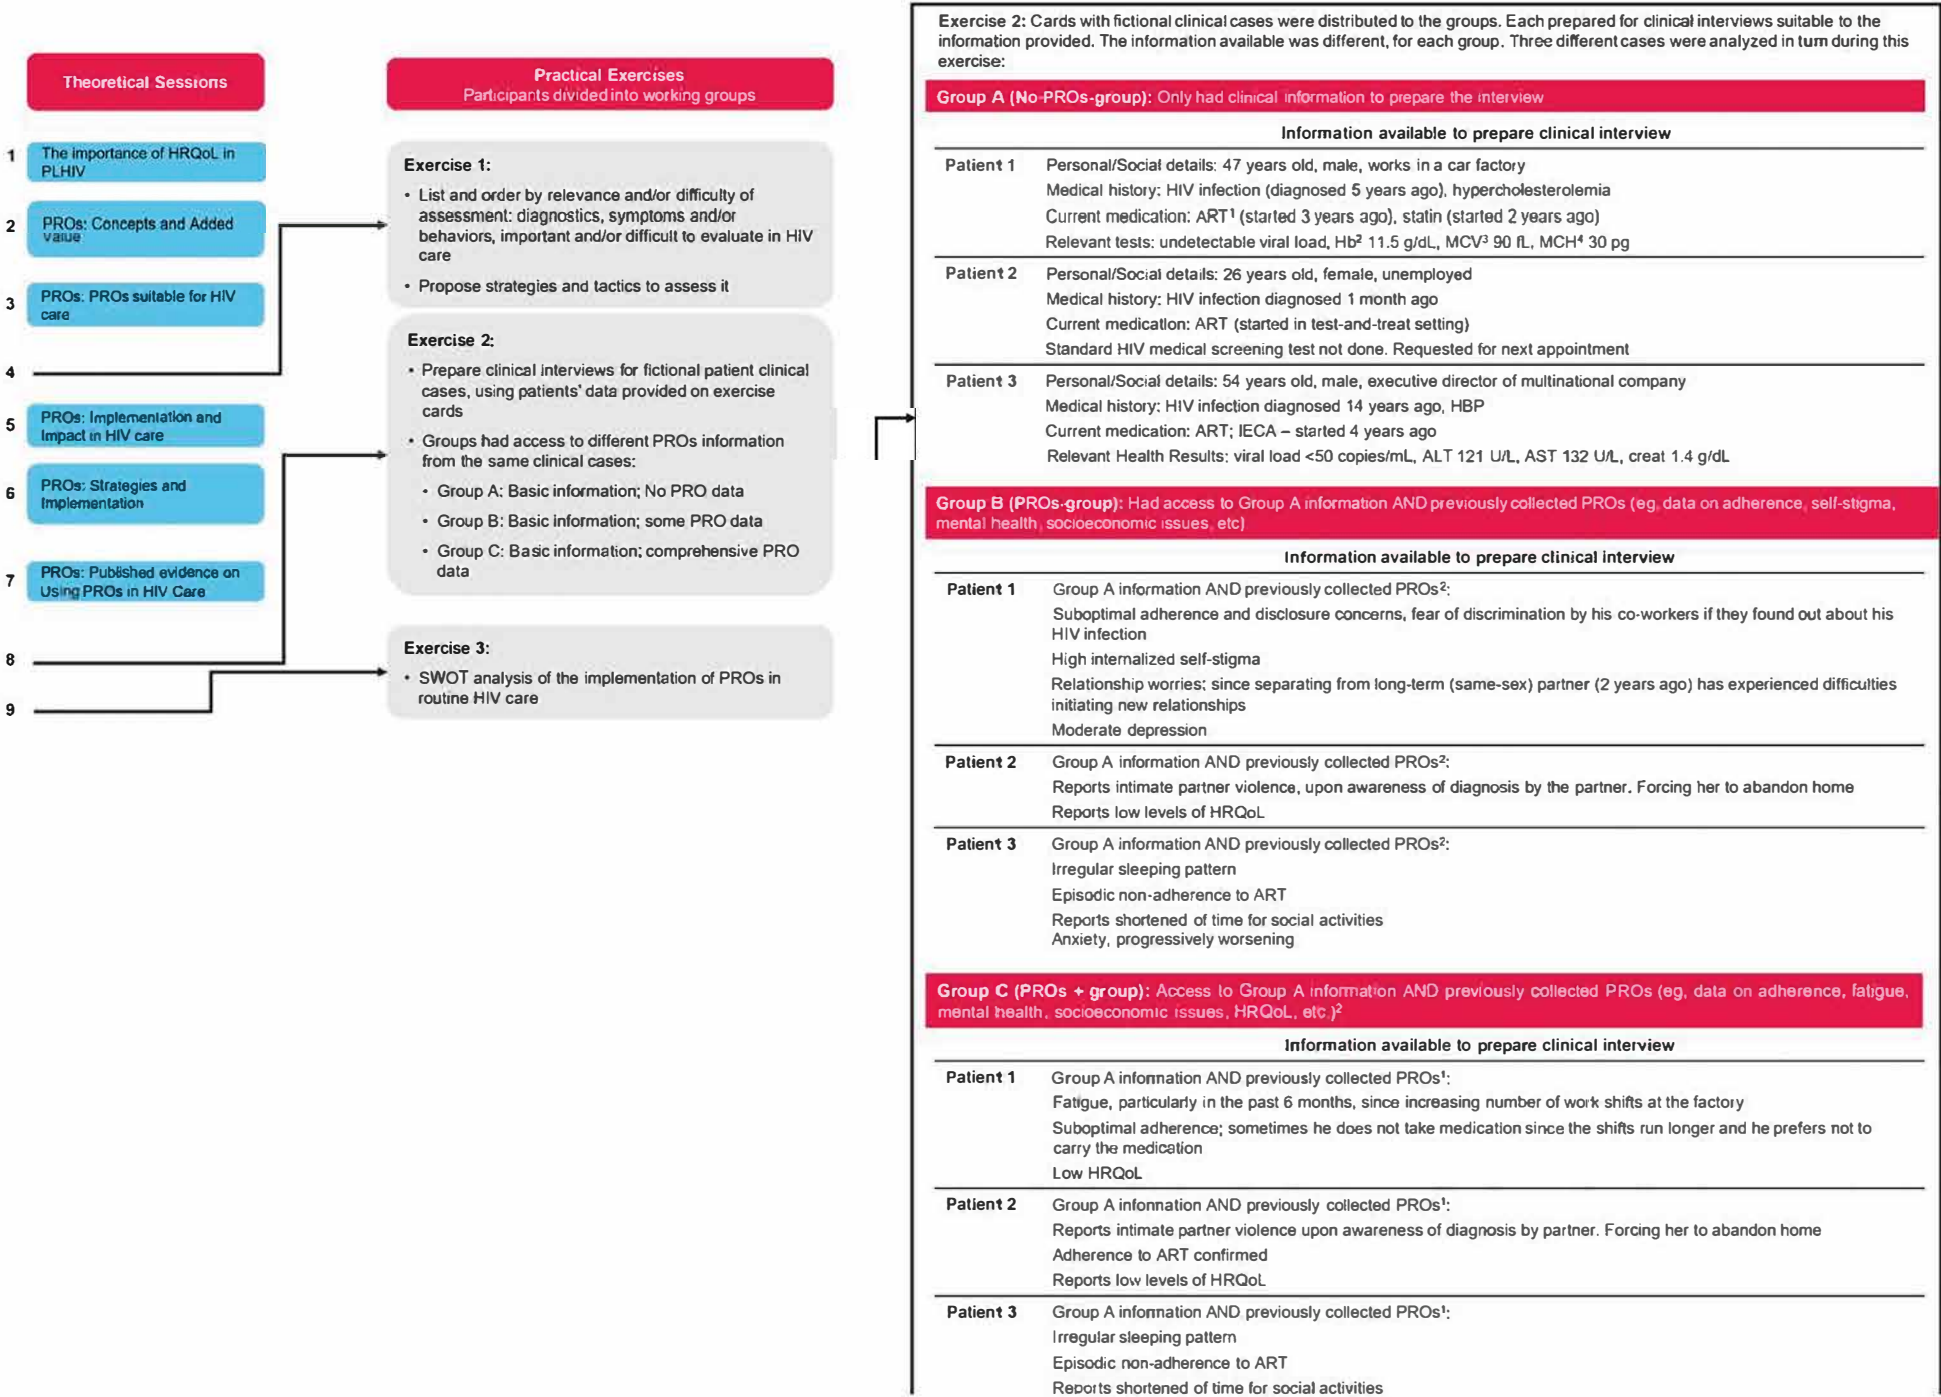 Theoretical Sessions
1
The importance of HRQoL in
PLHIV
2
PROs: Concepts and Added
value
3
PROs: PROs suitable for HIV
care
4
5
PROs: Implementation and
Impact in HIV care
6
PROs: Strategies and
Implementation
7
PROs: Published evidence on
Using PROs in HIV Care
8
9
Practical Exercises
Participants divided into working groups
Exercise 1:
• List and order by relevance and/or difficulty of
assessment: diagnostics, symptoms and/or
behaviors, important and/or difficult to evaluate in HIV
care
• Propose strategies and tactics to assess it
Exercise 2:
• Prepare clinical interviews for fictional patient clinical
cases, using patients' data provided on exercise
cards
• Groups had access to different PROs information
from the same clinical cases:
• Group A: Basic information; No PRO data
• Group B: Basic information; some PRO data
• Group C: Basic information; comprehensive PRO
data
Exercise 3:
• SWOT analysis of the implementation of PROs in
routine HIV care
Exercise 2: Cards with fictional clinical cases were distributed to the groups. Each prepared for clinical interviews suitable to the
information provided. The information available was different, for each group. Three different cases were analyzed in turn during this
exercise:
Group A (No-PROs-group): Only had clinical information to prepare the interview
Information available to prepare clinical interview
Patient 1 Personal/Social details: 47 years old, male, works in a car factory
Medical history: HIV infection (diagnosed 5 years ago), hypercholesterolemia
Current medication: ART¹ (started 3 years ago), statin (started 2 years ago)
Relevant tests: undetectable viral load, Hb² 11.5 g/dL, MCV³ 90 fL, MCH⁴ 30 pg
Patient 2 Personal/Social details: 26 years old, female, unemployed
Medical history: HIV infection diagnosed 1 month ago
Current medication: ART (started in test-and-treat setting)
Standard HIV medical screening test not done. Requested for next appointment
Patient 3 Personal/Social details: 54 years old, male, executive director of multinational company
Medical history: HIV infection diagnosed 14 years ago, HBP
Current medication: ART; IECA – started 4 years ago
Relevant Health Results: viral load <50 copies/mL, ALT 121 U/L, AST 132 U/L, creat 1.4 g/dL
Group B (PROs-group): Had access to Group A information AND previously collected PROs (eg, data on adherence, self-stigma,
mental health, socioeconomic issues, etc)
Information available to prepare clinical interview
Patient 1 Group A information AND previously collected PROs²:
Suboptimal adherence and disclosure concerns, fear of discrimination by his co-workers if they found out about his
HIV infection
High internalized self-stigma
Relationship worries; since separating from long-term (same-sex) partner (2 years ago) has experienced difficulties
initiating new relationships
Moderate depression
Patient 2 Group A information AND previously collected PROs²:
Reports intimate partner violence, upon awareness of diagnosis by the partner. Forcing her to abandon home
Reports low levels of HRQoL
Patient 3 Group A information AND previously collected PROs²:
Irregular sleeping pattern
Episodic non-adherence to ART
Reports shortened of time for social activities
Anxiety, progressively worsening
Group C (PROs + group): Access to Group A information AND previously collected PROs (eg, data on adherence, fatigue,
mental health, socioeconomic issues, HRQoL, etc.)²
Information available to prepare clinical interview
Patient 1 Group A information AND previously collected PROs¹:
Fatigue, particularly in the past 6 months, since increasing number of work shifts at the factory
Suboptimal adherence; sometimes he does not take medication since the shifts run longer and he prefers not to
carry the medication
Low HRQoL
Patient 2 Group A information AND previously collected PROs¹:
Reports intimate partner violence upon awareness of diagnosis by partner. Forcing her to abandon home
Adherence to ART confirmed
Reports low levels of HRQoL
Patient 3 Group A information AND previously collected PROs¹:
Irregular sleeping pattern
Episodic non-adherence to ART
Reports shortened of time for social activities